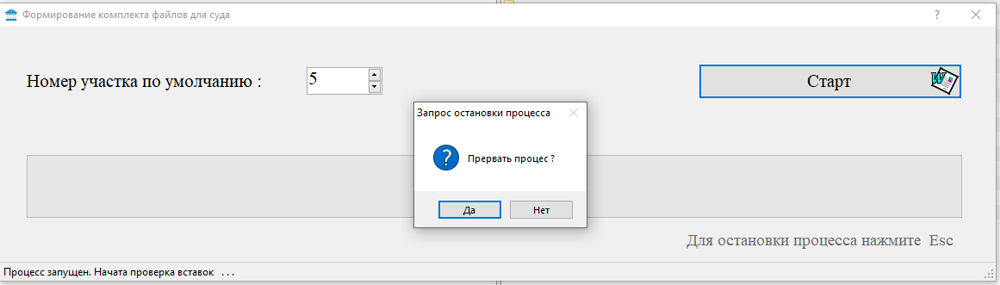 Формирование комплекта файлов для суда
Номер участка по умолчанию :
5
Старт
Запрос остановки процесса
Прервать процес ?
Да
Нет
Для остановки процесса нажмите Esc
Процесс запущен. Начата проверка вставок ...